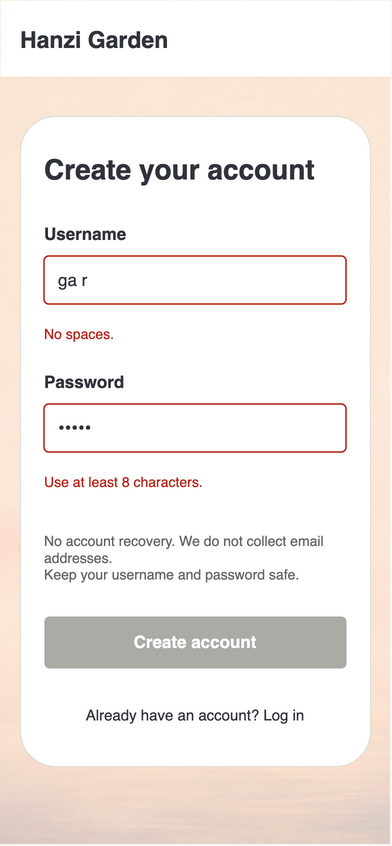 Hanzi Garden
Create your account
Username
ga r
No spaces.
Password
•••••
Use at least 8 characters.
No account recovery. We do not collect email
addresses.
Keep your username and password safe.
Create account
Already have an account? Log in